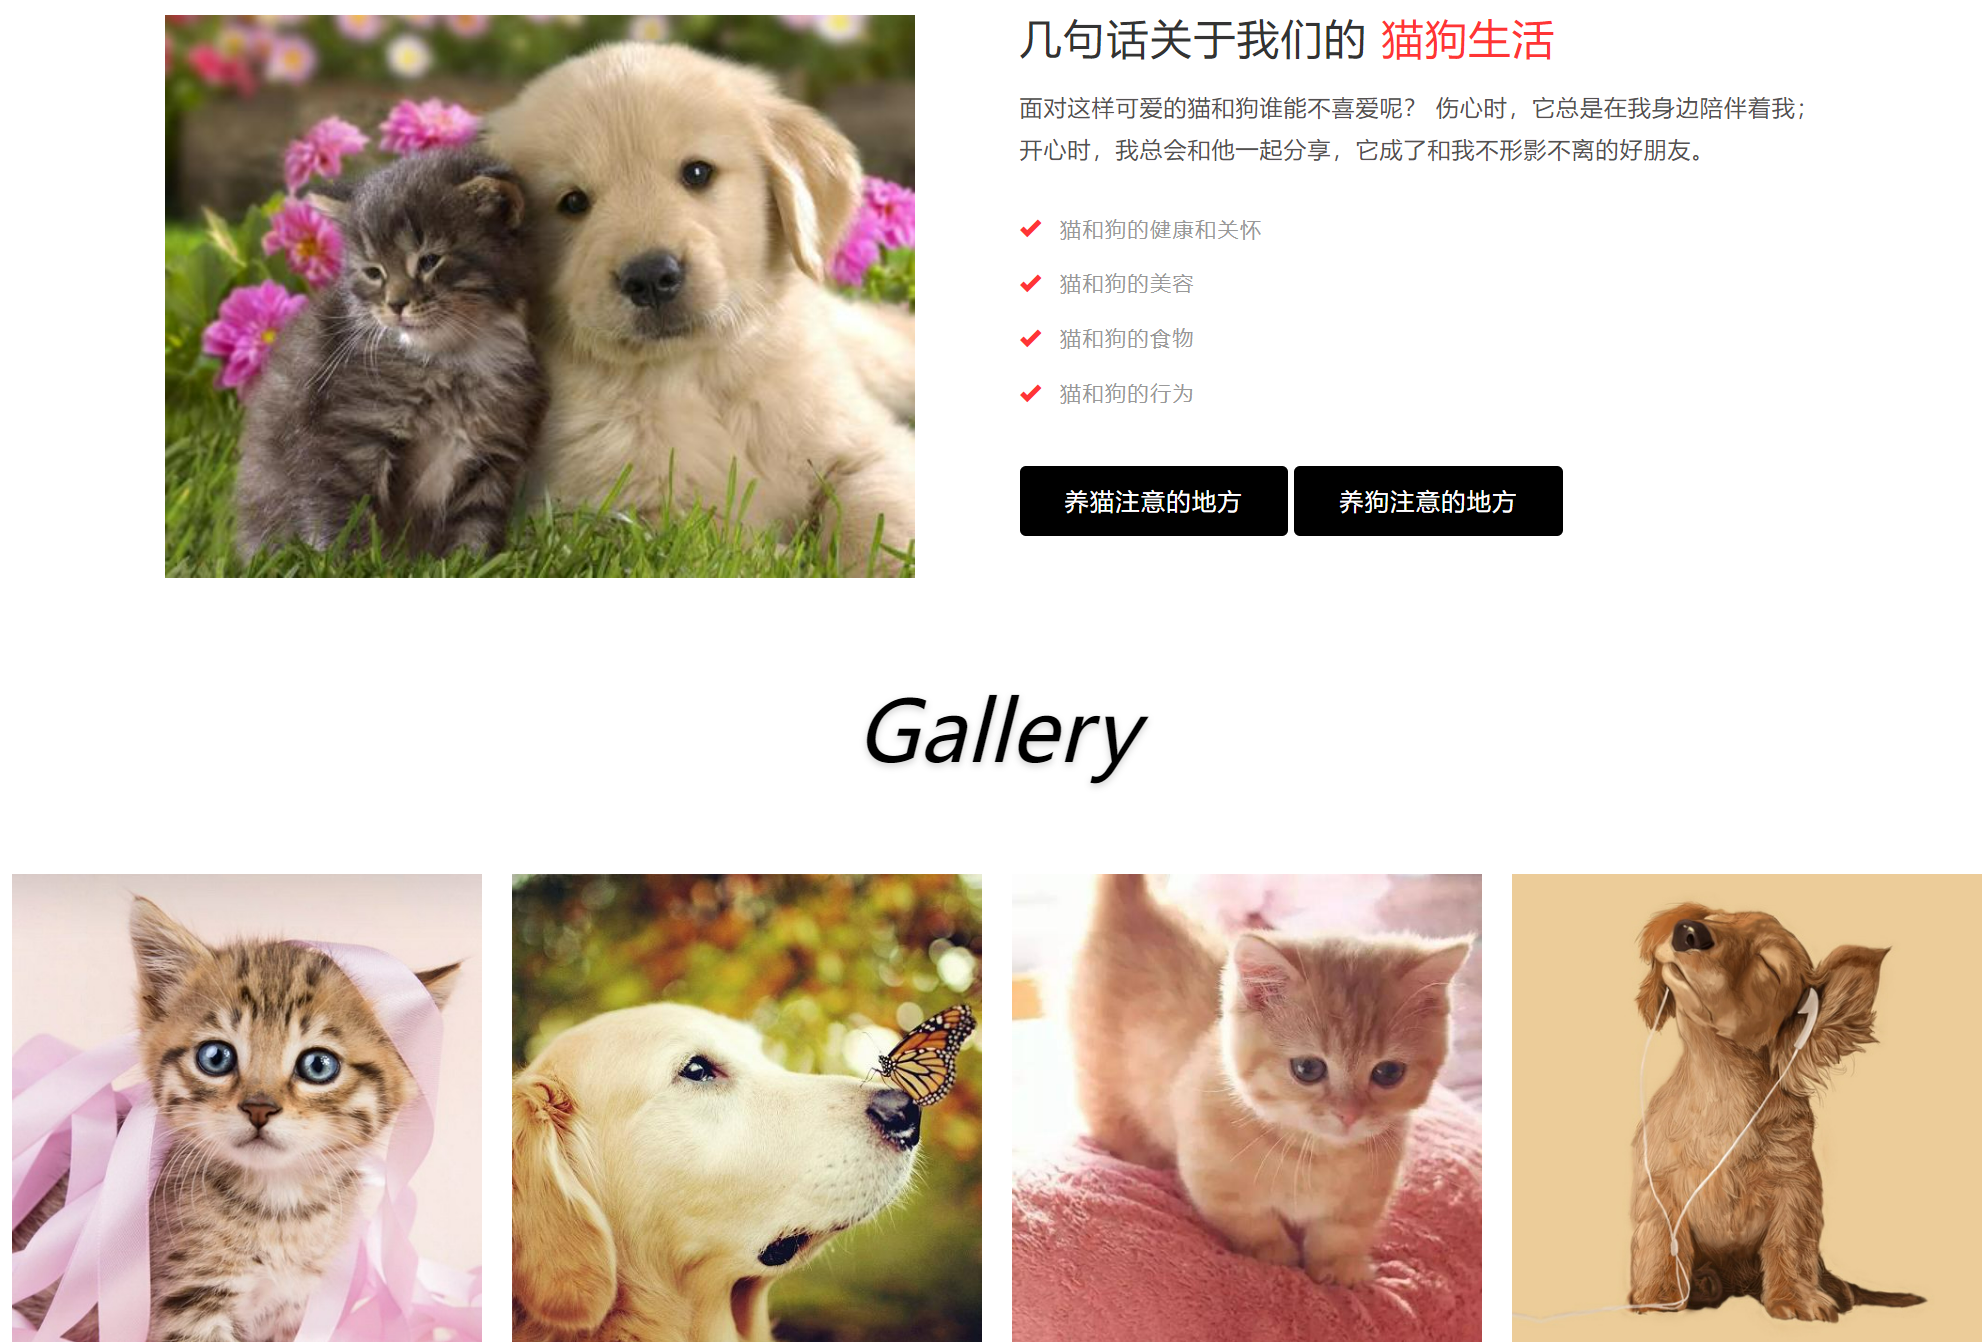 几句话关于我们的 猫狗生活
面对这样可爱的猫和狗谁能不喜爱呢？ 伤心时，它总是在我身边陪伴着我；
开心时，我总会和他一起分享，它成了和我不形影不离的好朋友。
猫和狗的健康和关怀
猫和狗的美容
猫和狗的食物
猫和狗的行为
养猫注意的地方 养狗注意的地方
Gallery